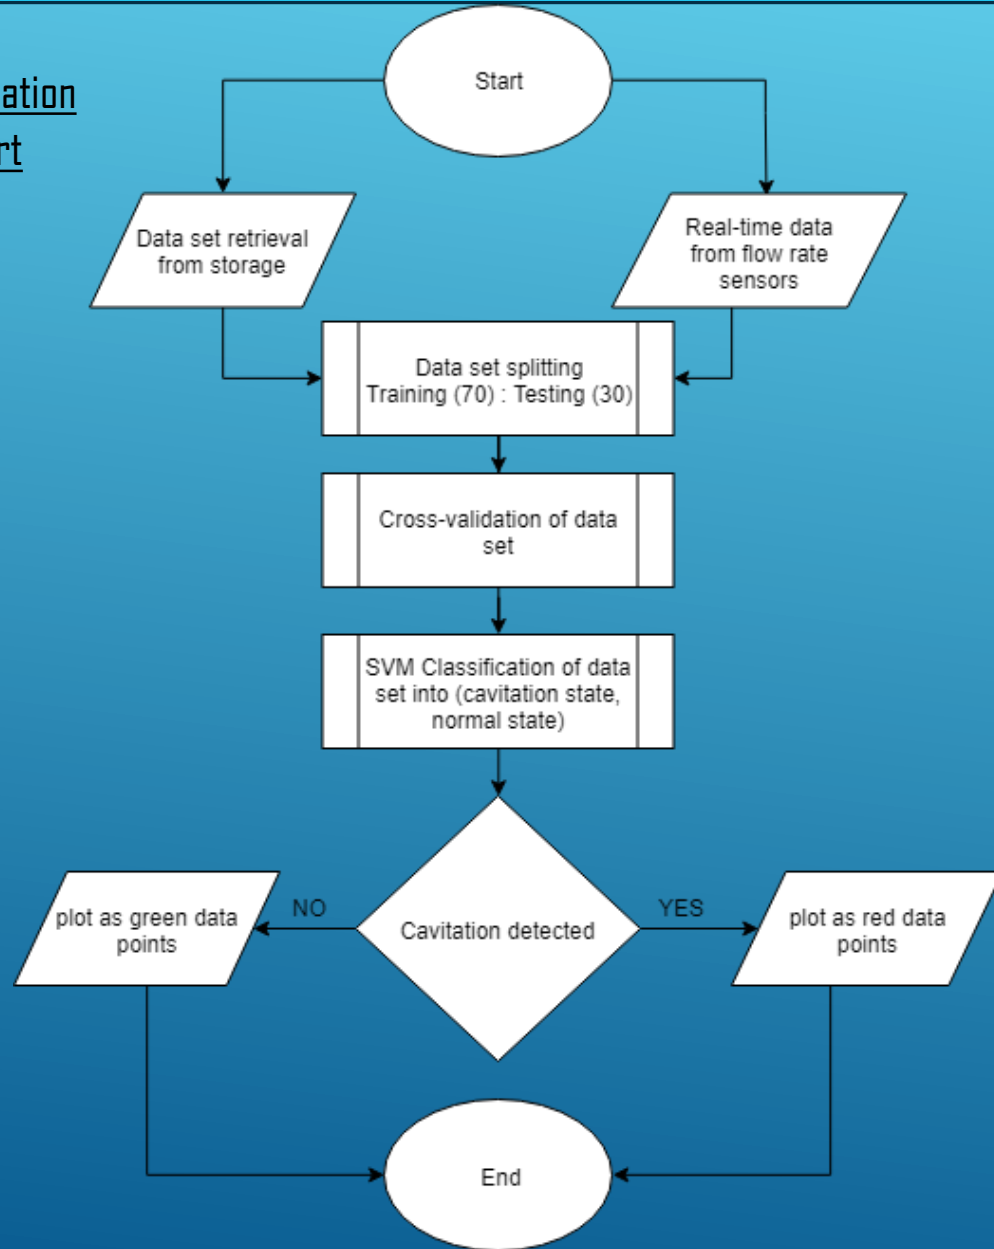 Start
ation
rt
Data set retrieval
from storage
Real-time data
from flow rate
sensors
Data set splitting
Training (70) : Testing (30)
Cross-validation of data
set
SVM Classification of data
set into (cavitation state,
normal state)
Cavitation detected
NO
YES
plot as green data
points
plot as red data
points
End